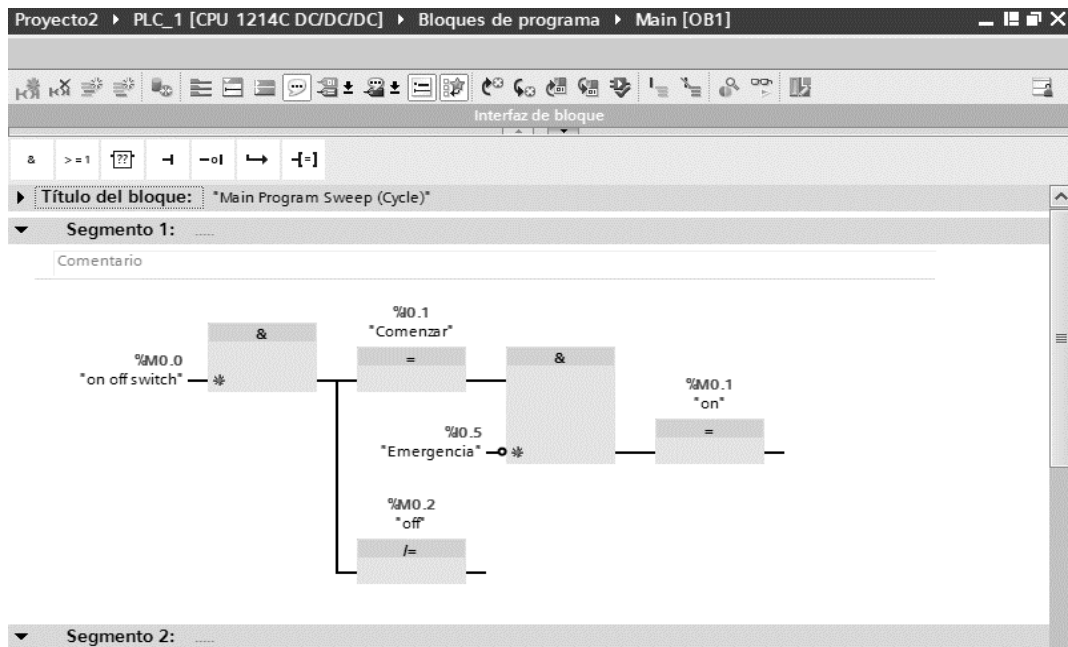 Proyecto2 ▸ PLC_1 [CPU 1214C DC/DC/DC] ▸ Bloques de programa ▸ Main [OB1]
Interfaz de bloque
& >=1 ?? -[=]
Título del bloque: "Main Program Sweep (Cycle)"
Segmento 1: .....
Comentario
%I0.1
"Comenzar"
& =
%M0.0
"on off switch"
&
%M0.1
"on"
=
%I0.5
"Emergencia"
%M0.2
"off"
/=
Segmento 2: .....